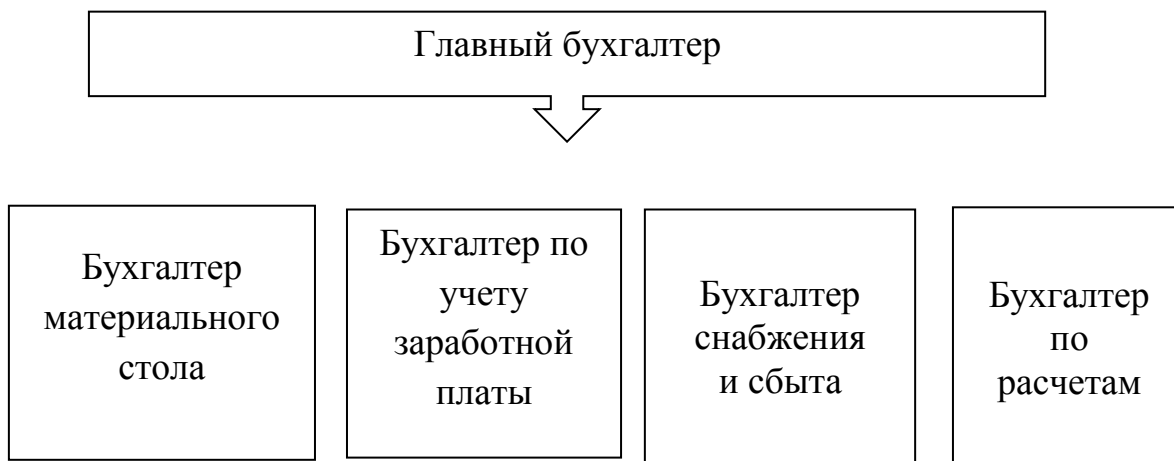 Главный бухгалтер
Бухгалтер
материального
стола
Бухгалтер по
учету
заработной
платы
Бухгалтер
снабжения
и сбыта
Бухгалтер
по
расчетам